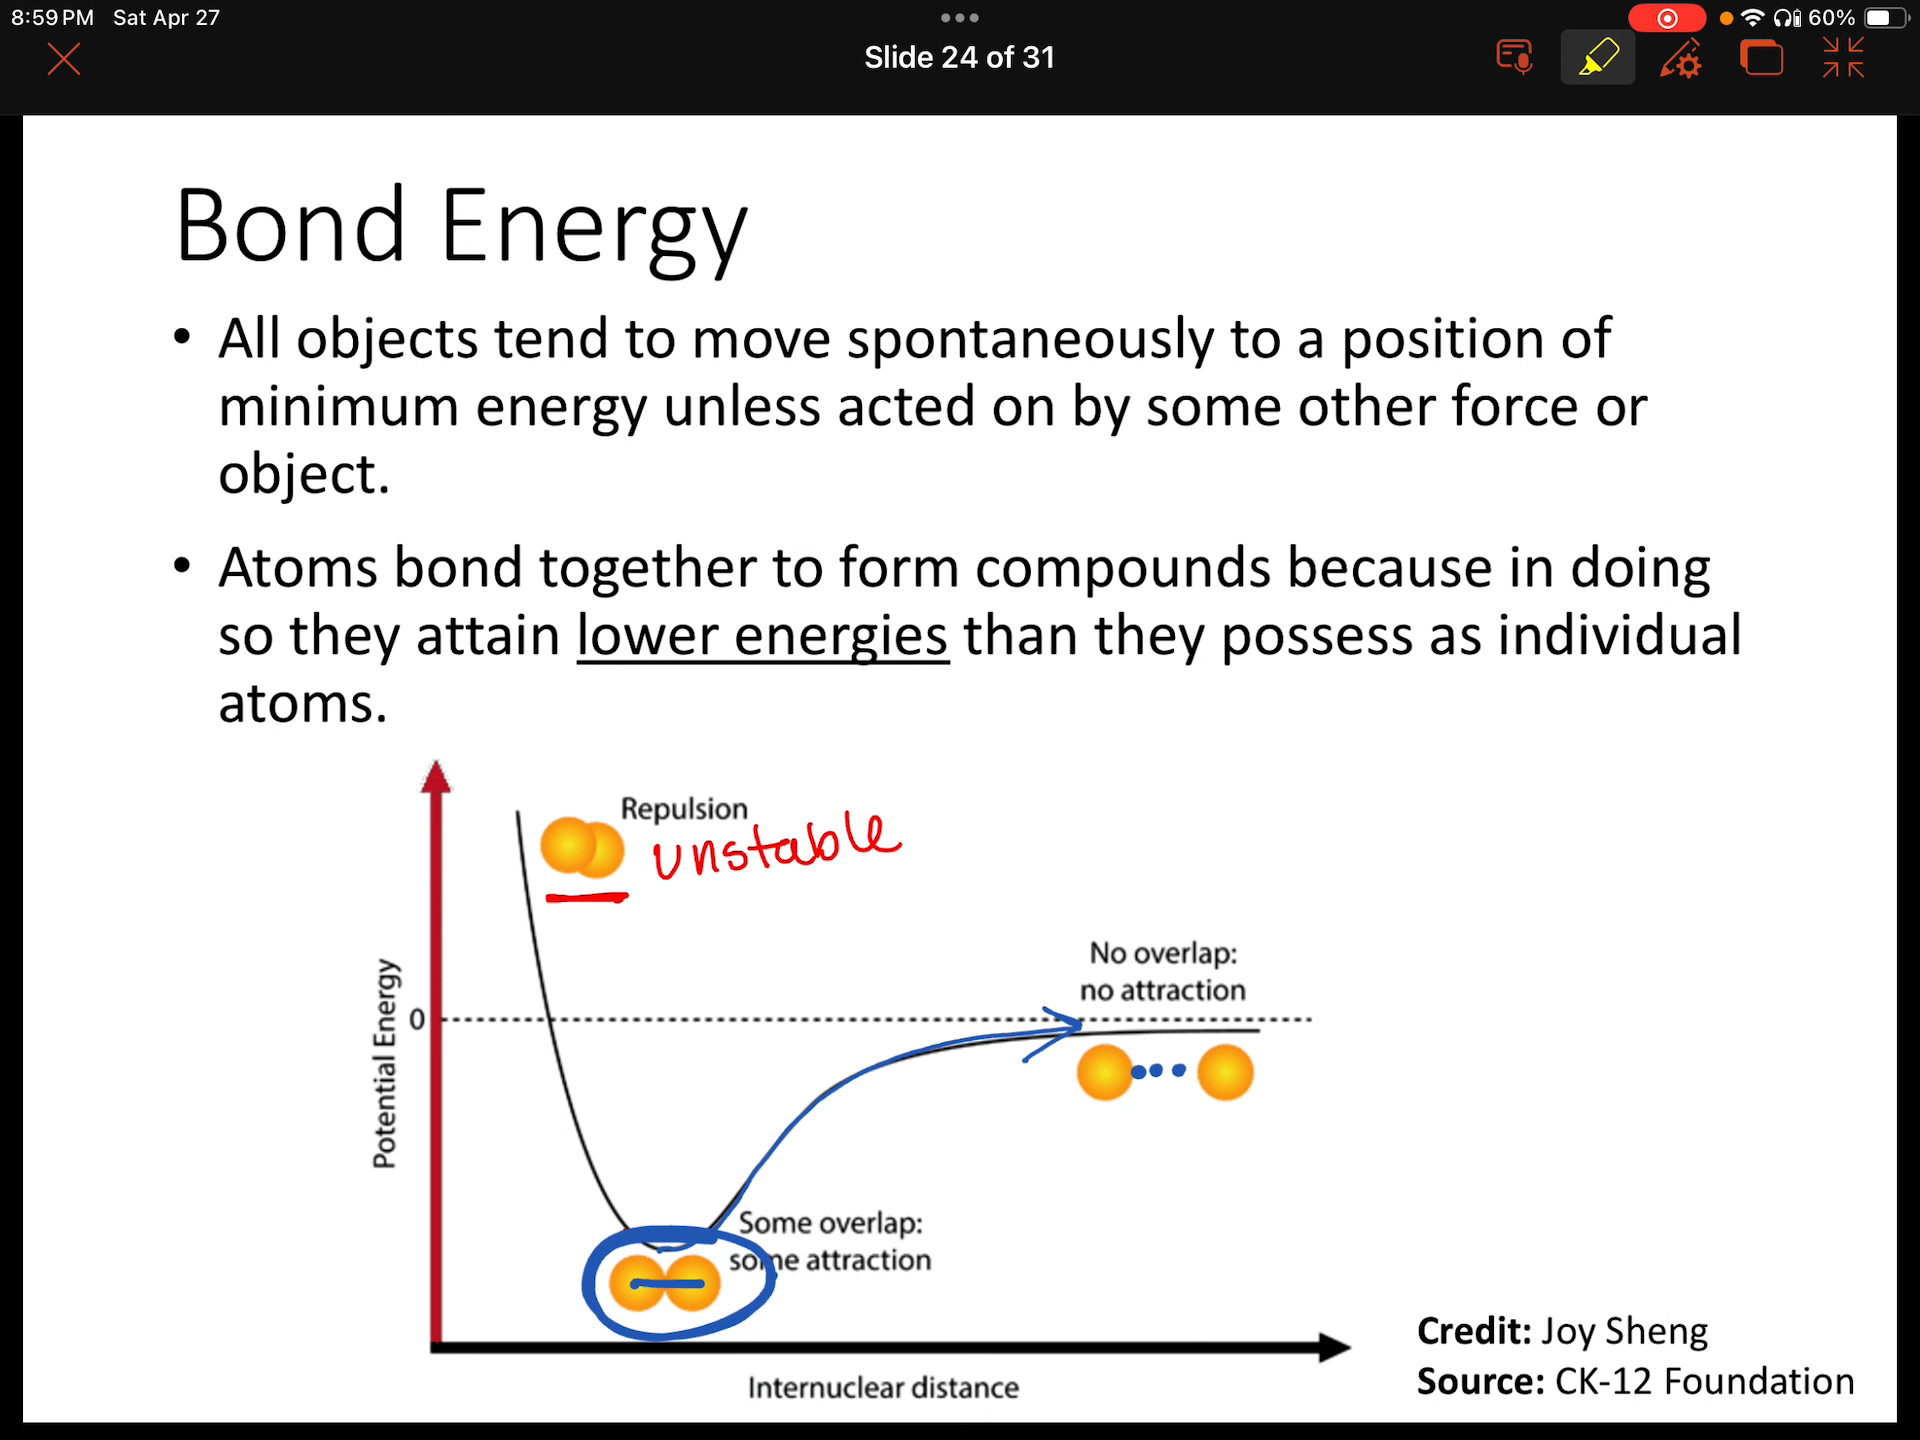 8:59 PM Sat Apr 27
60%
Slide 24 of 31
Bond Energy
• All objects tend to move spontaneously to a position of
minimum energy unless acted on by some other force or
object.
• Atoms bond together to form compounds because in doing
so they attain lower energies than they possess as individual
atoms.
Repulsion
unstable
No overlap:
no attraction
0
Potential Energy
Some overlap:
some attraction
Internuclear distance
Credit: Joy Sheng
Source: CK-12 Foundation